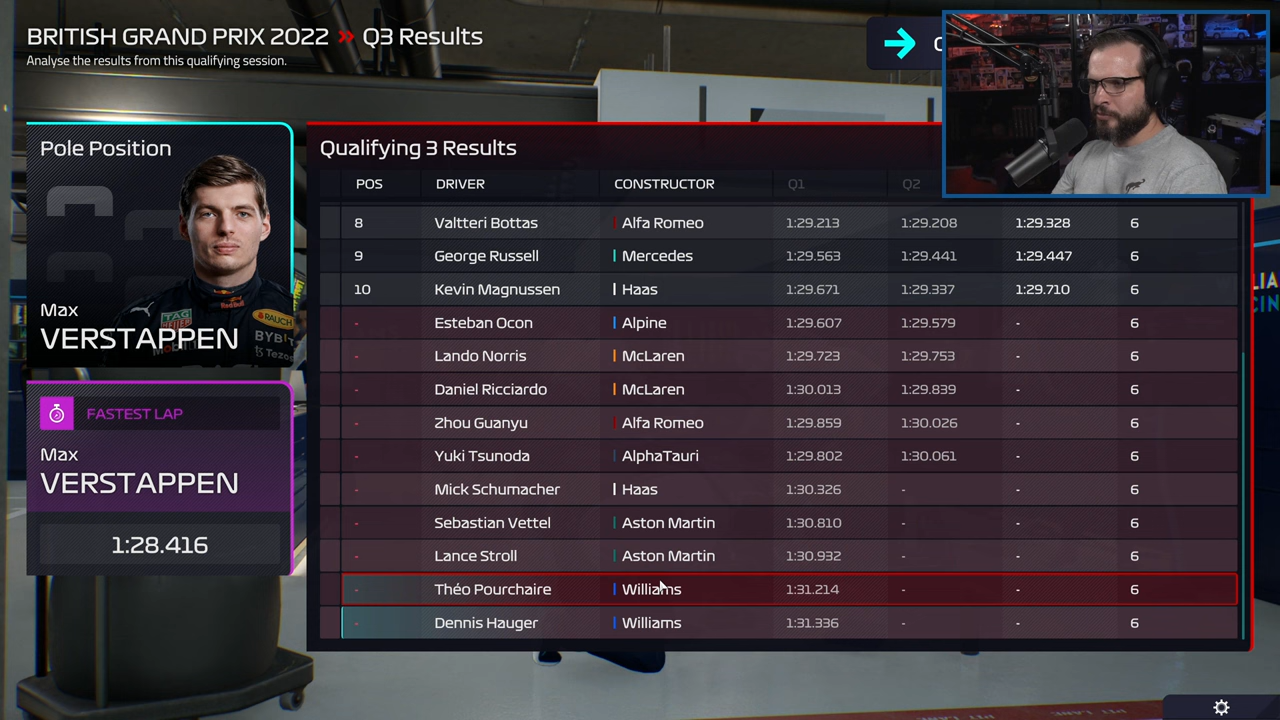 BRITISH GRAND PRIX 2022 » Q3 Results
Analyse the results from this qualifying session.
Pole Position
TAG
HEUER
RAUCH
BYBIT
Tezos
Max
VERSTAPPEN
FASTEST LAP
Max
VERSTAPPEN
1:28.416
Qualifying 3 Results
POS DRIVER CONSTRUCTOR Q1 Q2
8 Valtteri Bottas Alfa Romeo 1:29.213 1:29.208 1:29.328 6
9 George Russell Mercedes 1:29.563 1:29.441 1:29.447 6
10 Kevin Magnussen Haas 1:29.671 1:29.337 1:29.710 6
- Esteban Ocon Alpine 1:29.607 1:29.579 - 6
- Lando Norris McLaren 1:29.723 1:29.753 - 6
- Daniel Ricciardo McLaren 1:30.013 1:29.839 - 6
- Zhou Guanyu Alfa Romeo 1:29.859 1:30.026 - 6
- Yuki Tsunoda AlphaTauri 1:29.802 1:30.061 - 6
- Mick Schumacher Haas 1:30.326 - - 6
- Sebastian Vettel Aston Martin 1:30.810 - - 6
- Lance Stroll Aston Martin 1:30.932 - - 6
- Théo Pourchaire Williams 1:31.214 - - 6
- Dennis Hauger Williams 1:31.336 - - 6